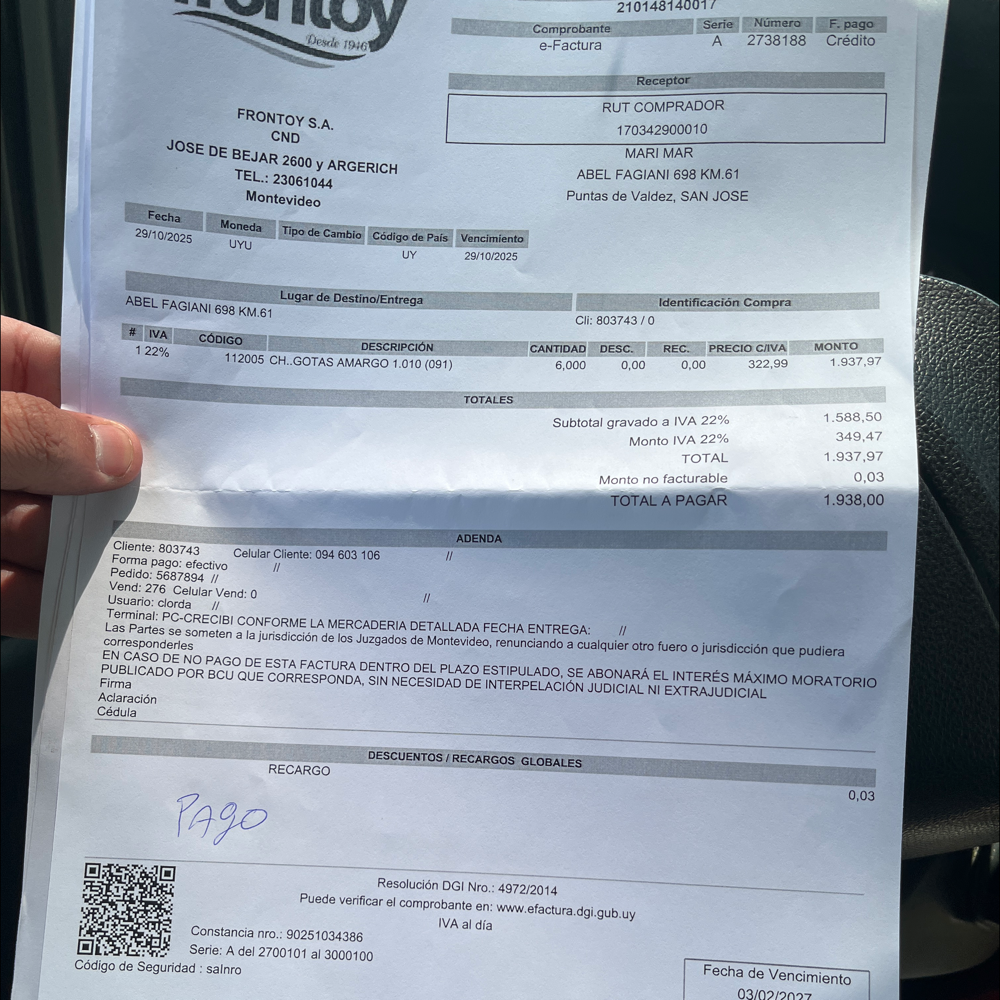 frontoy
Desde 1946
210148140017
Comprobante Serie Número F. pago
e-Factura A 2738188 Crédito
Receptor
RUT COMPRADOR
170342900010
MARI MAR
ABEL FAGIANI 698 KM.61
Puntas de Valdez, SAN JOSE
FRONTOY S.A.
CND
JOSE DE BEJAR 2600 y ARGERICH
TEL.: 23061044
Montevideo
Fecha Moneda Tipo de Cambio Código de País Vencimiento
29/10/2025 UYU UY 29/10/2025
Lugar de Destino/Entrega Identificación Compra
ABEL FAGIANI 698 KM.61 Cli: 803743 / 0
# IVA CÓDIGO DESCRIPCIÓN CANTIDAD DESC. REC. PRECIO C/IVA MONTO
1 22% 112005 CH..GOTAS AMARGO 1.010 (091) 6,000 0,00 0,00 322,99 1.937,97
TOTALES
Subtotal gravado a IVA 22% 1.588,50
Monto IVA 22% 349,47
TOTAL 1.937,97
Monto no facturable 0,03
TOTAL A PAGAR 1.938,00
ADENDA
Cliente: 803743 Celular Cliente: 094 603 106 //
Forma pago: efectivo //
Pedido: 5687894 //
Vend: 276 Celular Vend: 0 //
Usuario: clorda //
Terminal: PC-CRECIBI CONFORME LA MERCADERIA DETALLADA FECHA ENTREGA: //
Las Partes se someten a la jurisdicción de los Juzgados de Montevideo, renunciando a cualquier otro fuero o jurisdicción que pudiera
corresponderles
EN CASO DE NO PAGO DE ESTA FACTURA DENTRO DEL PLAZO ESTIPULADO, SE ABONARÁ EL INTERÉS MÁXIMO MORATORIO
PUBLICADO POR BCU QUE CORRESPONDA, SIN NECESIDAD DE INTERPELACIÓN JUDICIAL NI EXTRAJUDICIAL
Firma
Aclaración
Cédula
DESCUENTOS / RECARGOS GLOBALES
RECARGO 0,03
PAgo
Resolución DGI Nro.: 4972/2014
Puede verificar el comprobante en: www.efactura.dgi.gub.uy
IVA al día
Constancia nro.: 90251034386
Serie: A del 2700101 al 3000100
Código de Seguridad : salnro
Fecha de Vencimiento
03/02/2027